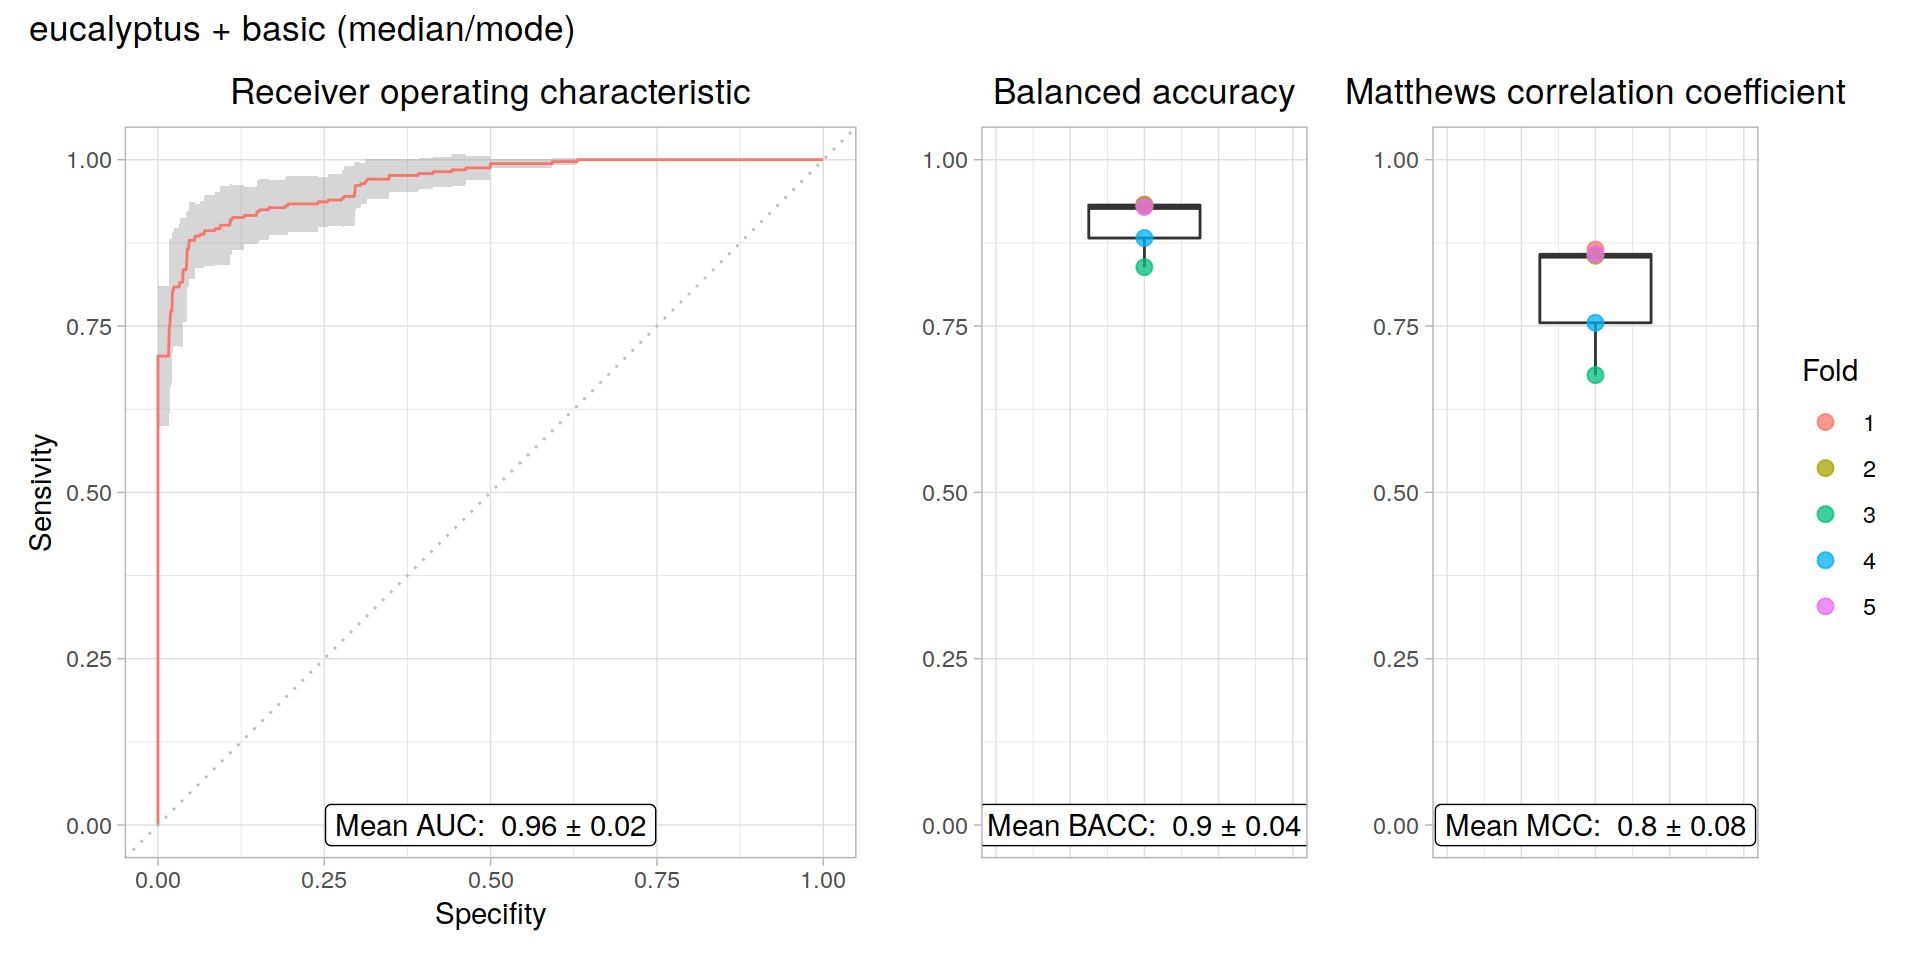 eucalyptus + basic (median/mode)
Receiver operating characteristic
1.00
0.75
0.50
0.25
0.00
Sensivity
0.00 0.25 0.50 0.75 1.00
Specifity
Mean AUC: 0.96 ± 0.02
Balanced accuracy
1.00
0.75
0.50
0.25
0.00
Mean BACC: 0.9 ± 0.04
Matthews correlation coefficient
1.00
0.75
0.50
0.25
0.00
Mean MCC: 0.8 ± 0.08
Fold
1
2
3
4
5